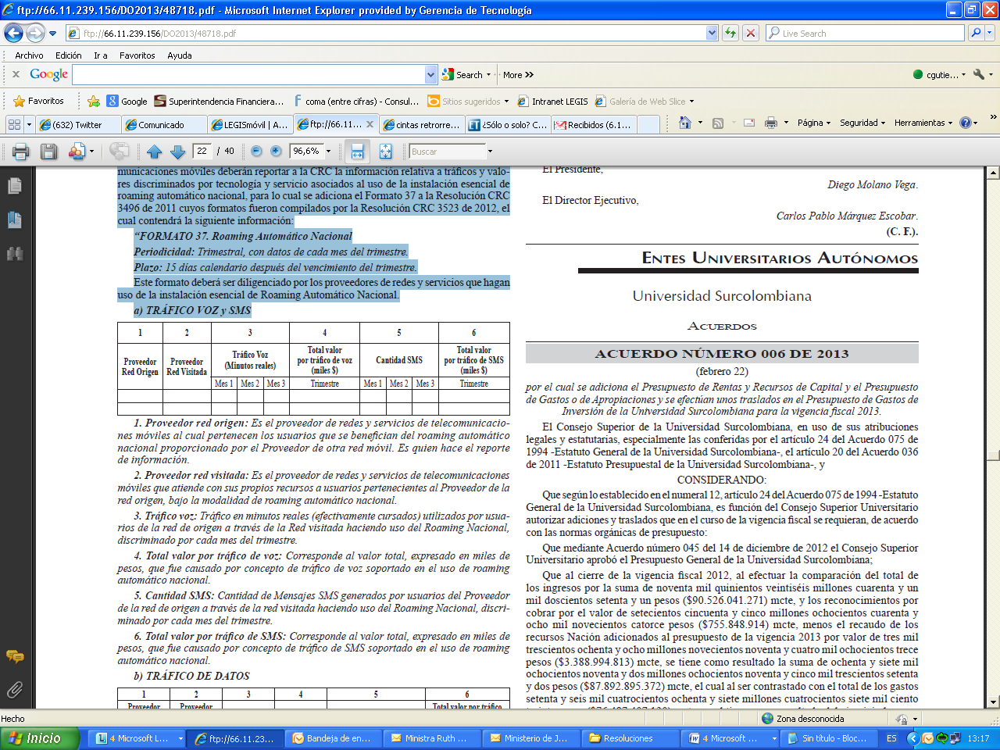 ftp://66.11.239.156/DO2013/48718.pdf - Microsoft Internet Explorer provided by Gerencia de Tecnología
ftp://66.11.239.156/DO2013/48718.pdf
Live Search
Archivo Edición Ir a Favoritos Ayuda
Google
Search
More »
cgutie...
Favoritos
Google
Superintendencia Financiera...
coma (entre cifras) - Consul...
Sitios sugeridos
Intranet LEGIS
Galería de Web Slice
(632) Twitter
Comunicado
LEGISmóvil | A...
ftp://66.11....
cintas retrorre...
¿Sólo o solo? C...
Recibidos (6.1...
Página
Seguridad
Herramientas
22 / 40
96,6%
Buscar
municaciones móviles deberán reportar a la CRC la información relativa a tráficos y valo-
res discriminados por tecnología y servicio asociados al uso de la instalación esencial de
roaming automático nacional, para lo cual se adiciona el Formato 37 a la Resolución CRC
3496 de 2011 cuyos formatos fueron compilados por la Resolución CRC 3523 de 2012, el
cual contendrá la siguiente información:
“FORMATO 37. Roaming Automático Nacional
Periodicidad: Trimestral, con datos de cada mes del trimestre.
Plazo: 15 días calendario después del vencimiento del trimestre.
Este formato deberá ser diligenciado por los proveedores de redes y servicios que hagan
uso de la instalación esencial de Roaming Automático Nacional.
a) TRÁFICO VOZ y SMS
1 2 3 4 5 6
Proveedor Red Origen
Proveedor Red Visitada
Tráfico Voz (Minutos reales)
Total valor por tráfico de voz (miles $)
Cantidad SMS
Total valor por tráfico de SMS (miles $)
Mes 1 Mes 2 Mes 3 Trimestre Mes 1 Mes 2 Mes 3 Trimestre
1. Proveedor red origen: Es el proveedor de redes y servicios de telecomunicacio-
nes móviles al cual pertenecen los usuarios que se benefician del roaming automático
nacional proporcionado por el Proveedor de otra red móvil. Es quien hace el reporte
de información.
2. Proveedor red visitada: Es el proveedor de redes y servicios de telecomunicaciones
móviles que atiende con sus propios recursos a usuarios pertenecientes al Proveedor de la
red origen, bajo la modalidad de roaming automático nacional.
3. Tráfico voz: Tráfico en minutos reales (efectivamente cursados) utilizados por usua-
rios de la red de origen a través de la Red visitada haciendo uso del Roaming Nacional,
discriminado por cada mes del trimestre.
4. Total valor por tráfico de voz: Corresponde al valor total, expresado en miles de
pesos, que fue causado por concepto de tráfico de voz soportado en el uso de roaming
automático nacional.
5. Cantidad SMS: Cantidad de Mensajes SMS generados por usuarios del Proveedor
de la red de origen a través de la red visitada haciendo uso del Roaming Nacional, discri-
minado por cada mes del trimestre.
6. Total valor por tráfico de SMS: Corresponde al valor total, expresado en miles de
pesos, que fue causado por concepto de tráfico de SMS soportado en el uso de roaming
automático nacional.
b) TRÁFICO DE DATOS
1 2 3 4 5 6
Proveedor Proveedor Total valor por tráfico
El Presidente,
Diego Molano Vega.
El Director Ejecutivo,
Carlos Pablo Márquez Escobar.
(C. F.).
ENTES UNIVERSITARIOS AUTÓNOMOS
Universidad Surcolombiana
ACUERDOS
ACUERDO NÚMERO 006 DE 2013
(febrero 22)
por el cual se adiciona el Presupuesto de Rentas y Recursos de Capital y el Presupuesto
de Gastos o de Apropiaciones y se efectúan unos traslados en el Presupuesto de Gastos de
Inversión de la Universidad Surcolombiana para la vigencia fiscal 2013.
El Consejo Superior de la Universidad Surcolombiana, en uso de sus atribuciones
legales y estatutarias, especialmente las conferidas por el artículo 24 del Acuerdo 075 de
1994 -Estatuto General de la Universidad Surcolombiana-, el artículo 20 del Acuerdo 036
de 2011 -Estatuto Presupuestal de la Universidad Surcolombiana-, y
CONSIDERANDO:
Que según lo establecido en el numeral 12, artículo 24 del Acuerdo 075 de 1994 -Estatuto
General de la Universidad Surcolombiana, es función del Consejo Superior Universitario
autorizar adiciones y traslados que en el curso de la vigencia fiscal se requieran, de acuerdo
con las normas orgánicas de presupuesto:
Que mediante Acuerdo número 045 del 14 de diciembre de 2012 el Consejo Superior
Universitario aprobó el Presupuesto General de la Universidad Surcolombiana;
Que al cierre de la vigencia fiscal 2012, al efectuar la comparación del total de
los ingresos por la suma de noventa mil quinientos veintiséis millones cuarenta y un
mil doscientos setenta y un pesos ($90.526.041.271) mcte, y los reconocimientos por
cobrar por el valor de setecientos cincuenta y cinco millones ochocientos cuarenta y
ocho mil novecientos catorce pesos ($755.848.914) mcte, menos el recaudo de los
recursos Nación adicionados al presupuesto de la vigencia 2013 por valor de tres mil
trescientos ochenta y ocho millones novecientos noventa y cuatro mil ochocientos trece
pesos ($3.388.994.813) mcte, se tiene como resultado la suma de ochenta y siete mil
ochocientos noventa y dos millones ochocientos noventa y cinco mil trescientos setenta
y dos pesos ($87.892.895.372) mcte, el cual al ser contrastado con el total de los gastos
setenta y seis mil cuatrocientos ochenta y siete millones cuatrocientos siete mil ciento
Hecho
Zona desconocida
Inicio
4 Microsoft L...
ftp://66.11.23...
Bandeja de en...
Ministra Ruth ...
Ministerio de J...
Resoluciones
4 Microsoft ...
Sin título - Bloc...
ES
13:17